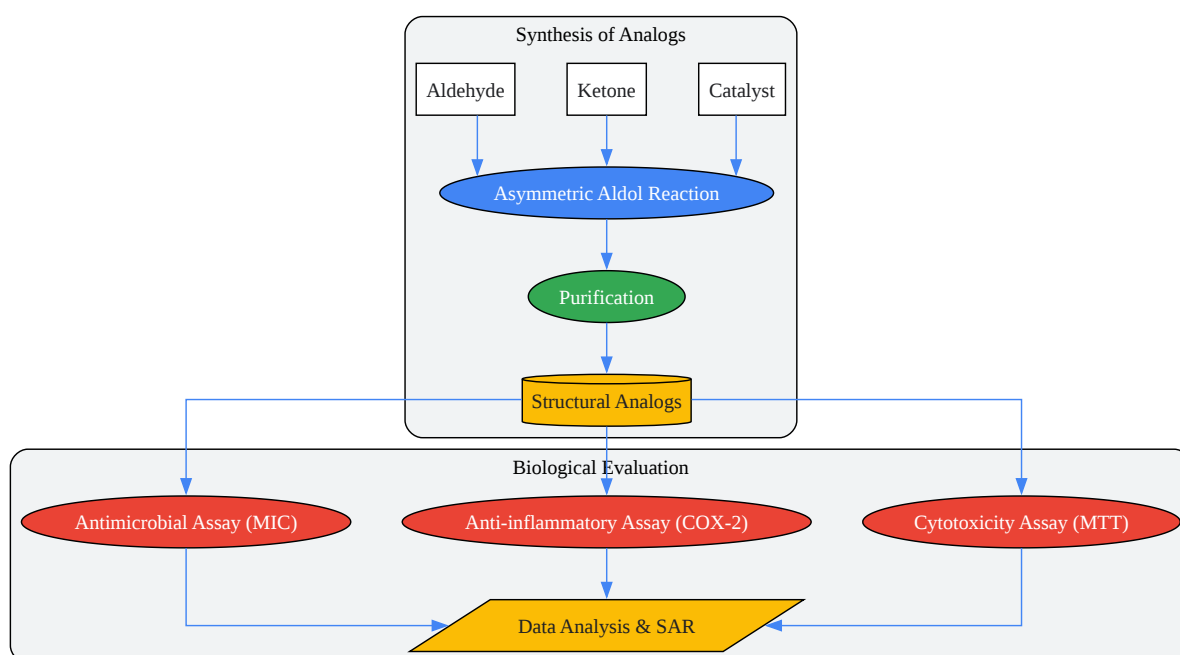 Synthesis of Analogs
Aldehyde
Ketone
Catalyst
Asymmetric Aldol Reaction
Purification
Structural Analogs
Biological Evaluation
Antimicrobial Assay (MIC)
Anti-inflammatory Assay (COX-2)
Cytotoxicity Assay (MTT)
Data Analysis & SAR